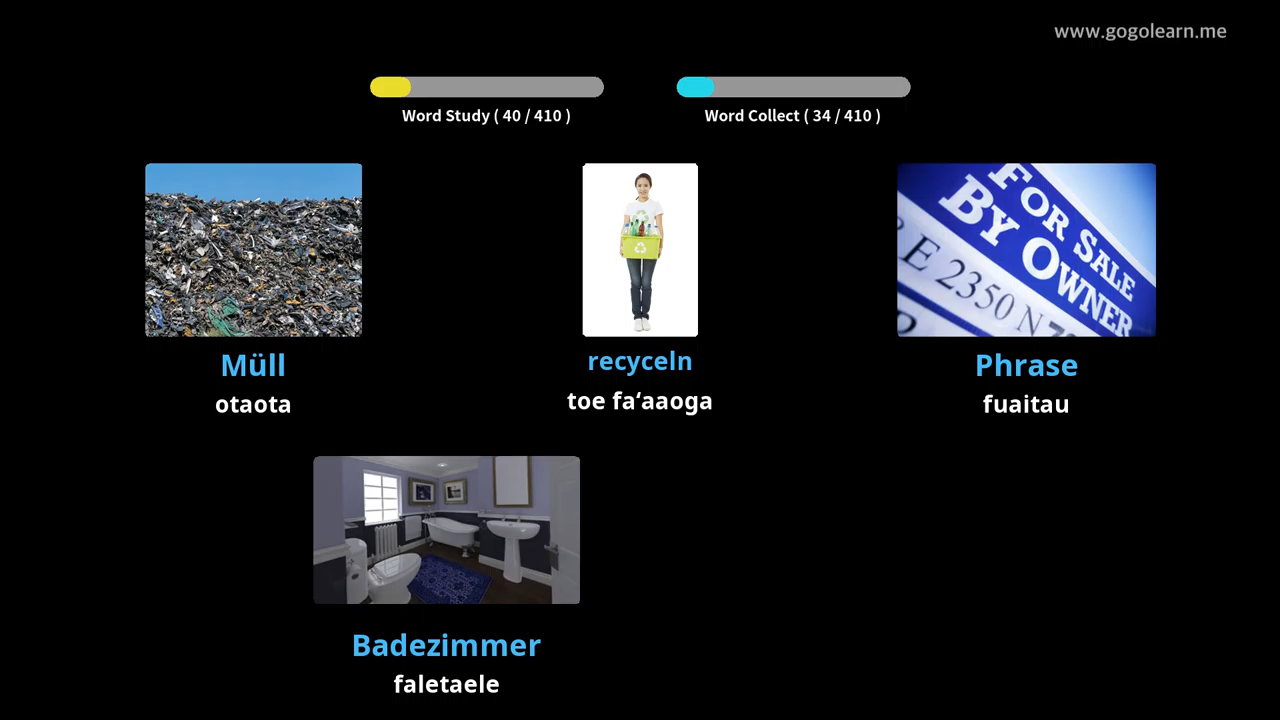 www.gogolearn.me
Word Study ( 40 / 410 )
Word Collect ( 34 / 410 )
FOR SALE
BY OWNER
E 2350 N
Müll
otaota
recyceln
toe fa‘aaoga
Phrase
fuaitau
Badezimmer
faletaele